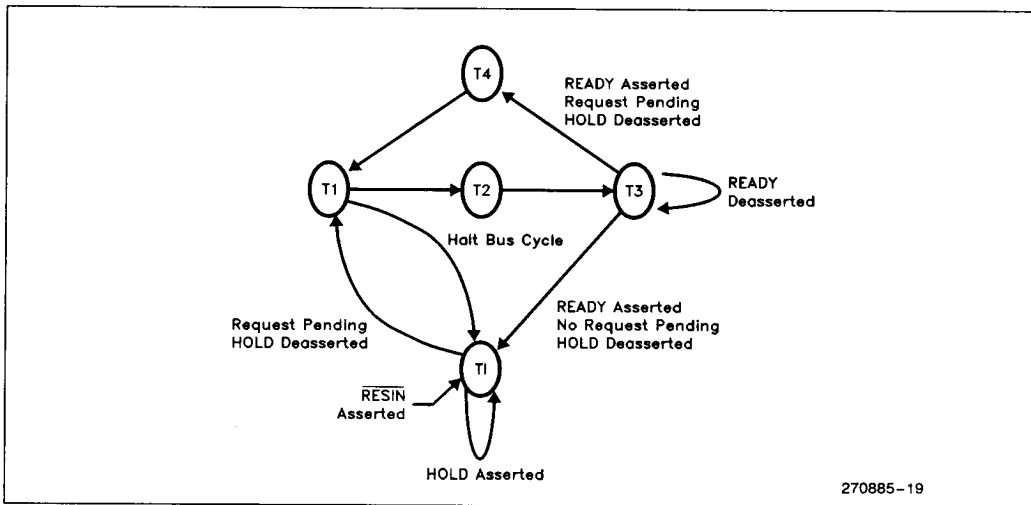 T4
READY Asserted
Request Pending
HOLD Deasserted
T1
T2
T3
READY
Deasserted
Halt Bus Cycle
READY Asserted
No Request Pending
HOLD Deasserted
Request Pending
HOLD Deasserted
TI
RESIN
Asserted
HOLD Asserted
270885-19